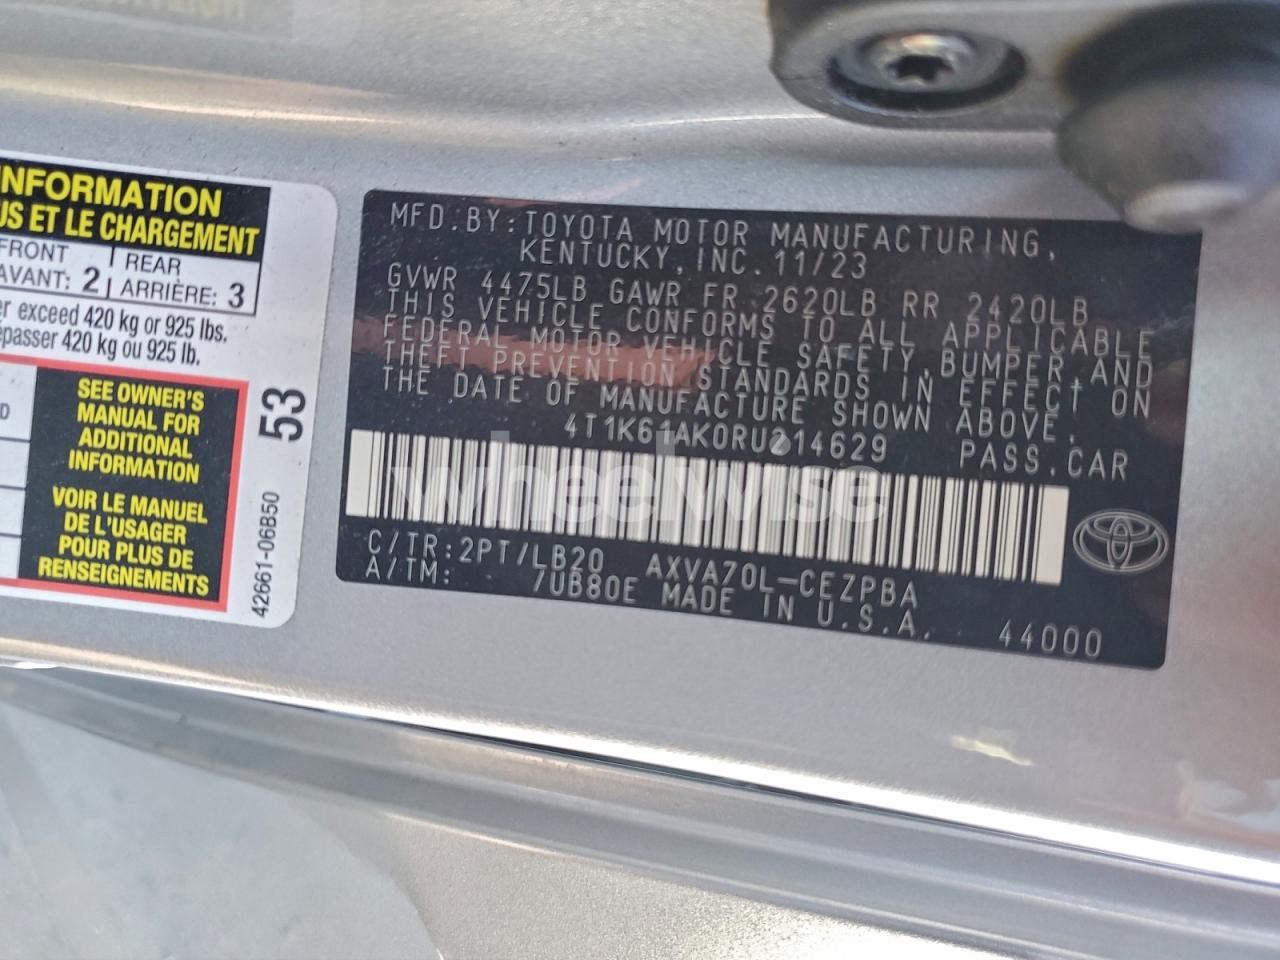 INFORMATION
US ET LE CHARGEMENT
FRONT
AVANT: 2
REAR
ARRIÈRE: 3
er exceed 420 kg or 925 lbs.
épasser 420 kg ou 925 lb.
SEE OWNER'S
MANUAL FOR
ADDITIONAL
INFORMATION
VOIR LE MANUEL
DE L'USAGER
POUR PLUS DE
RENSEIGNEMENTS
53
42661-06B50
MFD.BY:TOYOTA MOTOR MANUFACTURING,
KENTUCKY,INC.11/23
GVWR 4475LB GAWR FR 2620LB RR 2420LB
THIS VEHICLE CONFORMS TO ALL APPLICABLE
FEDERAL MOTOR VEHICLE SAFETY,BUMPER,AND
THEFT PREVENTION STANDARDS IN EFFECT ON
THE DATE OF MANUFACTURE SHOWN ABOVE.
4T1K61AK0RU214629 PASS.CAR
wheelwise
C/TR:2PT/LB20 AXVA70L-CEZPBA
A/TM: -/UB80E MADE IN U.S.A. 44000